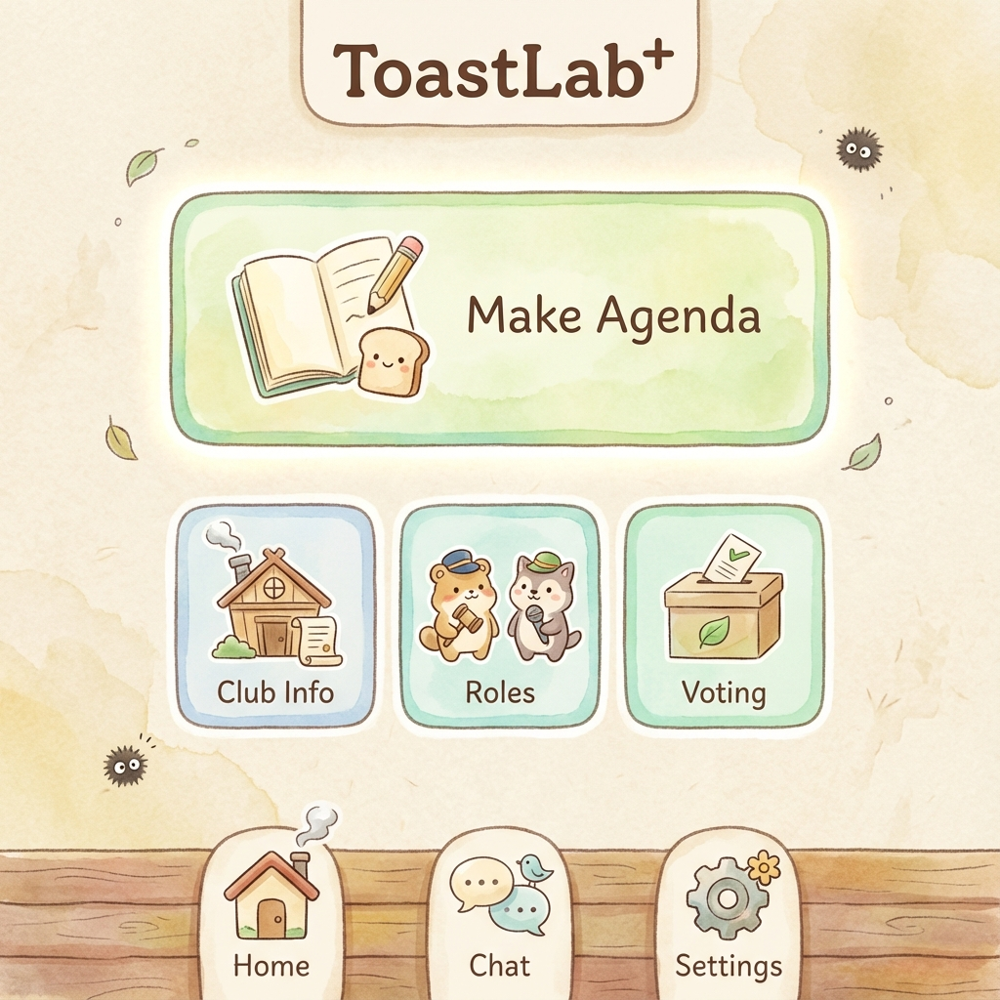 ToastLab+
Make Agenda
Club Info
Roles
Voting
Home
Chat
Settings